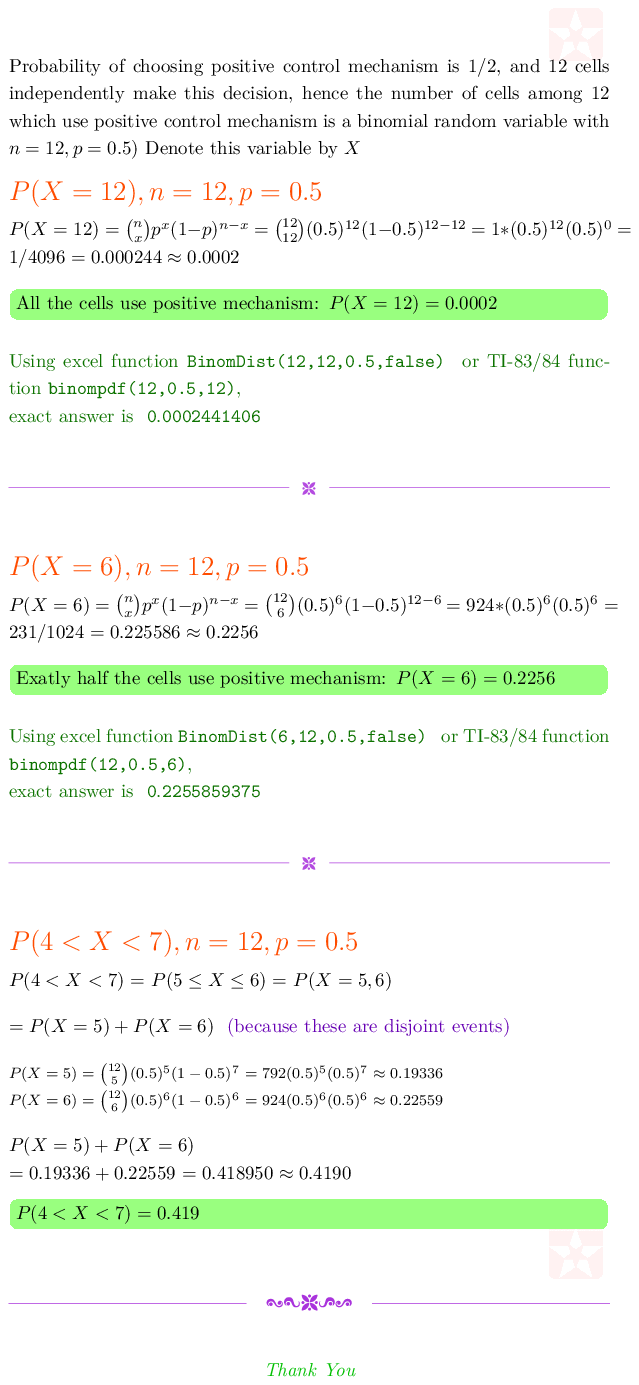 Probability of choosing positive control mechanism is 1/2, and 12 cells
independently make this decision, hence the number of cells among 12
which use positive control mechanism is a binomial random variable with
n = 12, p = 0.5) Denote this variable by X
P(X = 12), n = 12, p = 0.5
P(X = 12) = \binom{n}{x}p^x(1−p)^{n−x} = \binom{12}{12}(0.5)^{12}(1−0.5)^{12−12} = 1∗(0.5)^{12}(0.5)^0 =
1/4096 = 0.000244 ≈ 0.0002
All the cells use positive mechanism: P(X = 12) = 0.0002
Using excel function BinomDist(12,12,0.5,false) or TI-83/84 func-
tion binompdf(12,0.5,12),
exact answer is 0.0002441406
P(X = 6), n = 12, p = 0.5
P(X = 6) = \binom{n}{x}p^x(1−p)^{n−x} = \binom{12}{6}(0.5)^6(1−0.5)^{12−6} = 924∗(0.5)^6(0.5)^6 =
231/1024 = 0.225586 ≈ 0.2256
Exatly half the cells use positive mechanism: P(X = 6) = 0.2256
Using excel function BinomDist(6,12,0.5,false) or TI-83/84 function
binompdf(12,0.5,6),
exact answer is 0.2255859375
P(4 < X < 7), n = 12, p = 0.5
P(4 < X < 7) = P(5 ≤ X ≤ 6) = P(X = 5, 6)
= P(X = 5) + P(X = 6) (because these are disjoint events)
P(X = 5) = \binom{12}{5}(0.5)^5(1 − 0.5)^7 = 792(0.5)^5(0.5)^7 ≈ 0.19336
P(X = 6) = \binom{12}{6}(0.5)^6(1 − 0.5)^6 = 924(0.5)^6(0.5)^6 ≈ 0.22559
P(X = 5) + P(X = 6)
= 0.19336 + 0.22559 = 0.418950 ≈ 0.4190
P(4 < X < 7) = 0.419
Thank You